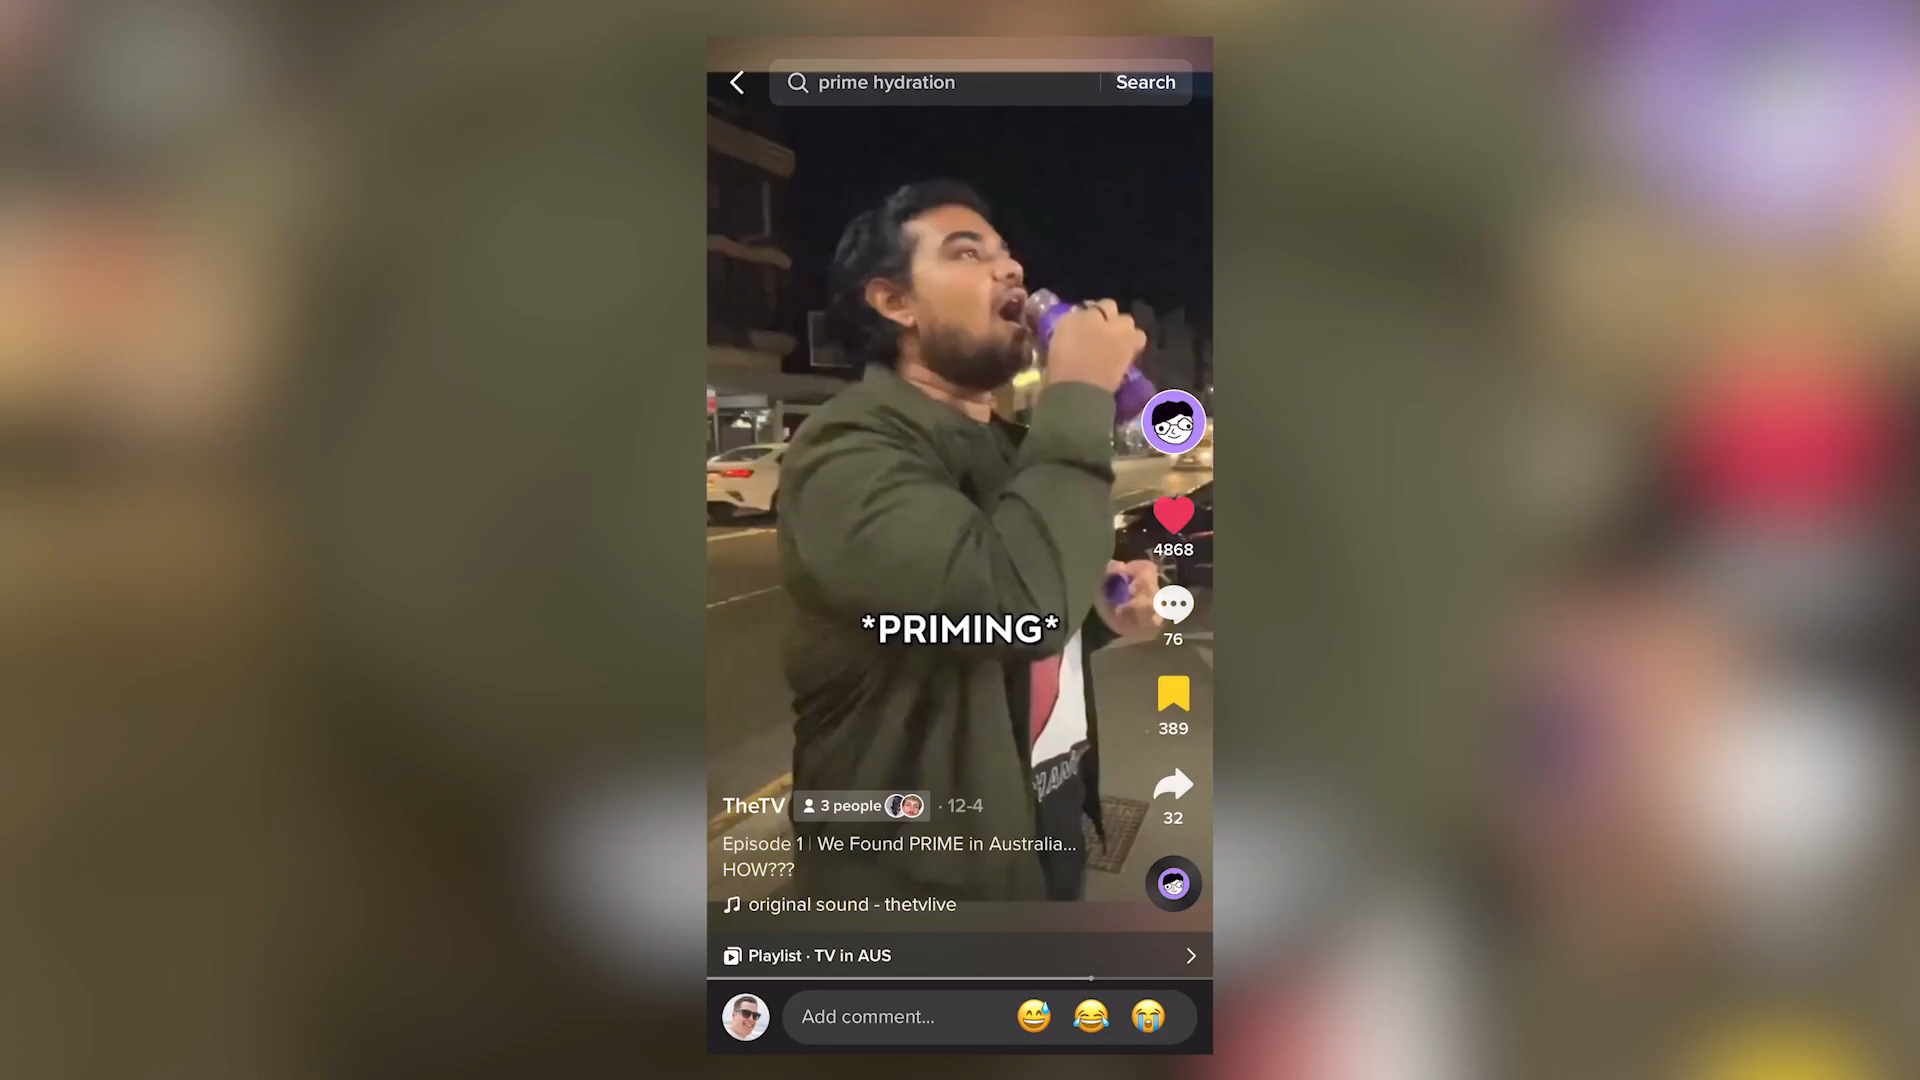 prime hydration
Search
4868
*PRIMING*
76
389
32
TheTV
3 people
· 12-4
Episode 1 | We Found PRIME in Australia...
HOW???
original sound - thetvlive
Playlist · TV in AUS
Add comment...